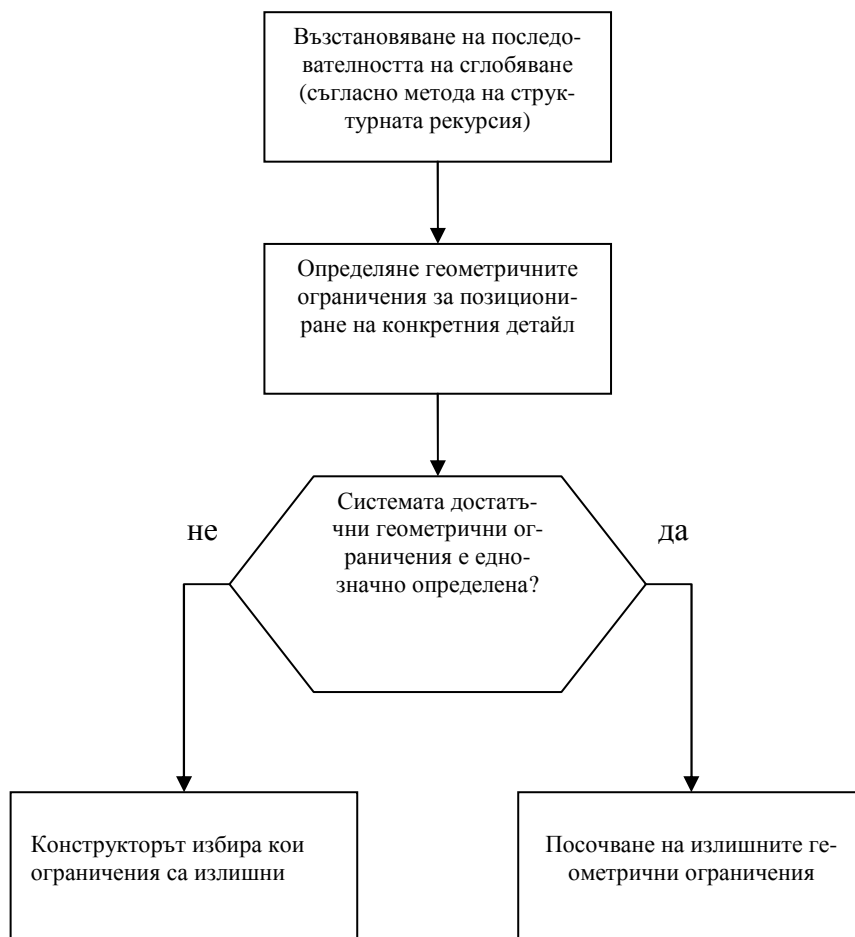 Възстановяване на последо-
вателността на сглобяване
(съгласно метода на струк-
турната рекурсия)
Определяне геометричните
ограничения за позициони-
ране на конкретния детайл
Системата достатъ-
чни геометрични ог-
раничения е едно-
значно определена?
не
да
Конструкторът избира кои
ограничения са излишни
Посочване на излишните ге-
ометрични ограничения